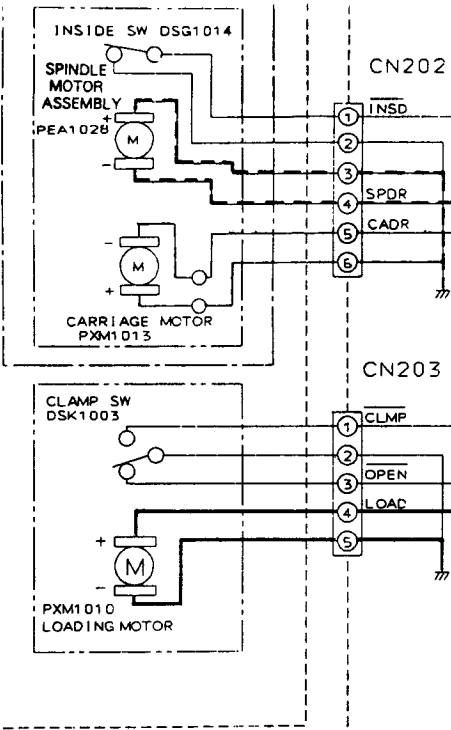 INSIDE SW DSG1014
CN202
SPINDLE
MOTOR
ASSEMBLY
+
PEA1028
M
-
INSD
1
2
3
SPDR
4
CADR
5
6
-
M
+
CARRIAGE MOTOR
PXM1013
CN203
CLAMP SW
DSK1003
CLMP
1
2
OPEN
3
LOAD
4
5
+
M
-
PXM1010
LOADING MOTOR